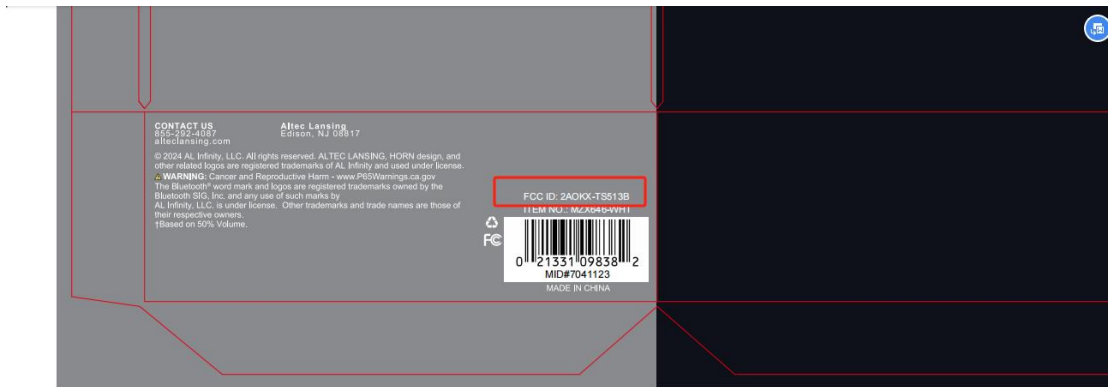 CONTACT US
855-292-4087
alteclansing.com
Altec Lansing
Edison, NJ 08817
© 2024 AL Infinity, LLC. All rights reserved. ALTEC LANSING, HORN design, and
other related logos are registered trademarks of AL Infinity and used under license.
⚠WARNING: Cancer and Reproductive Harm - www.P65Warnings.ca.gov
The Bluetooth® word mark and logos are registered trademarks owned by the
Bluetooth SIG, Inc. and any use of such marks by
AL Infinity, LLC. is under license. Other trademarks and trade names are those of
their respective owners.
†Based on 50% Volume.
FCC ID: 2AOKX-TS513B
ITEM NO.: MZX646-WHT
FC
0 21331 09838 2
MID#7041123
MADE IN CHINA